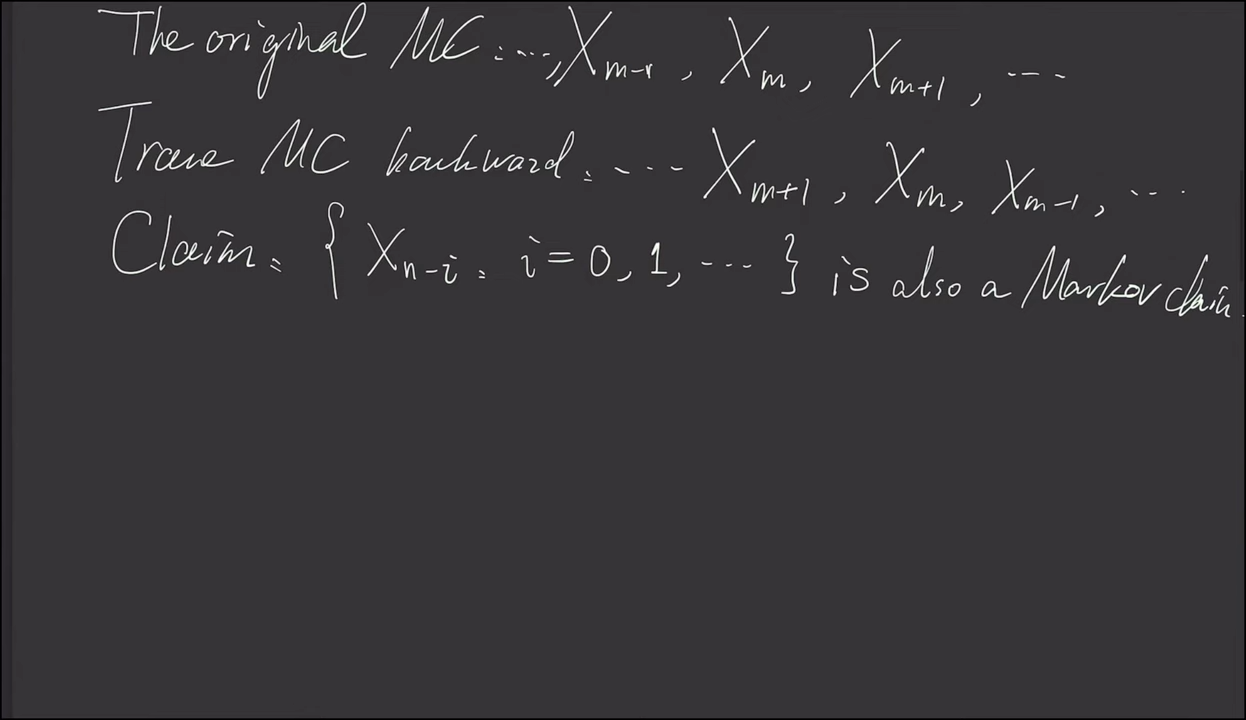 The original MC: ..., X_{m-1}, X_m, X_{m+1}, ...
Trace MC backward: ... X_{m+1}, X_m, X_{m-1}, ...
Claim: { X_{n-i}, i = 0, 1, ... } is also a Markov chain.